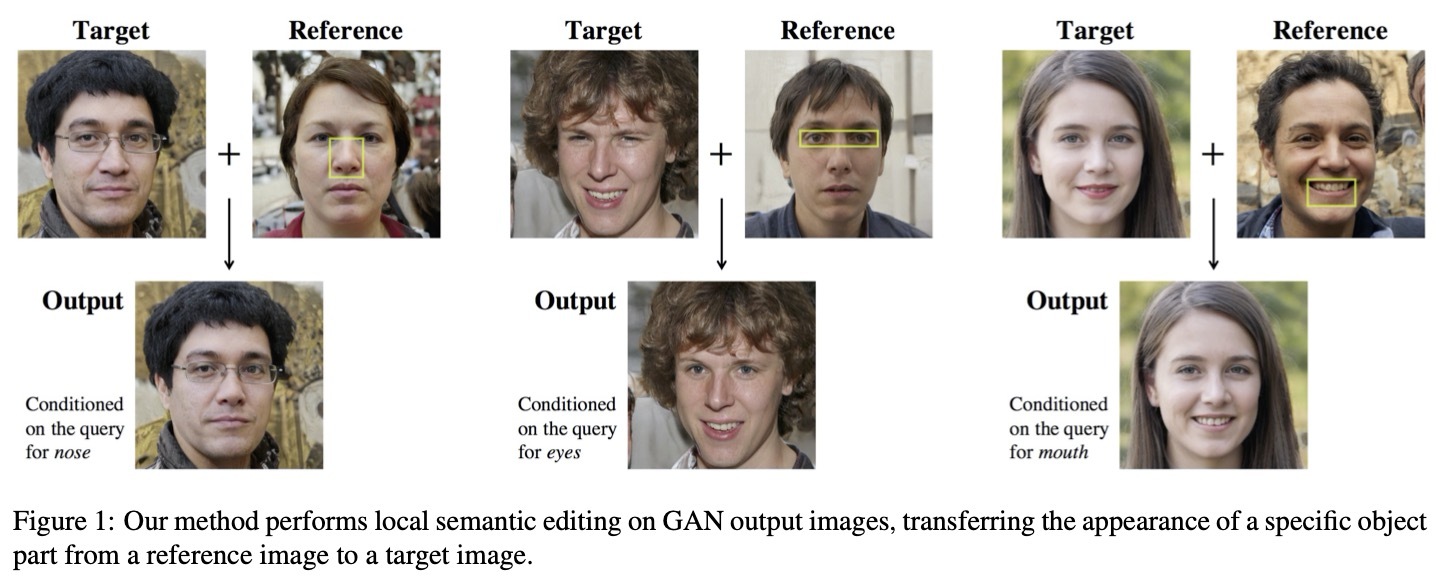 Target Reference Target Reference Target Reference
+ + +
Output Output Output
Conditioned
on the query
for nose
Conditioned
on the query
for eyes
Conditioned
on the query
for mouth
Figure 1: Our method performs local semantic editing on GAN output images, transferring the appearance of a specific object
part from a reference image to a target image.